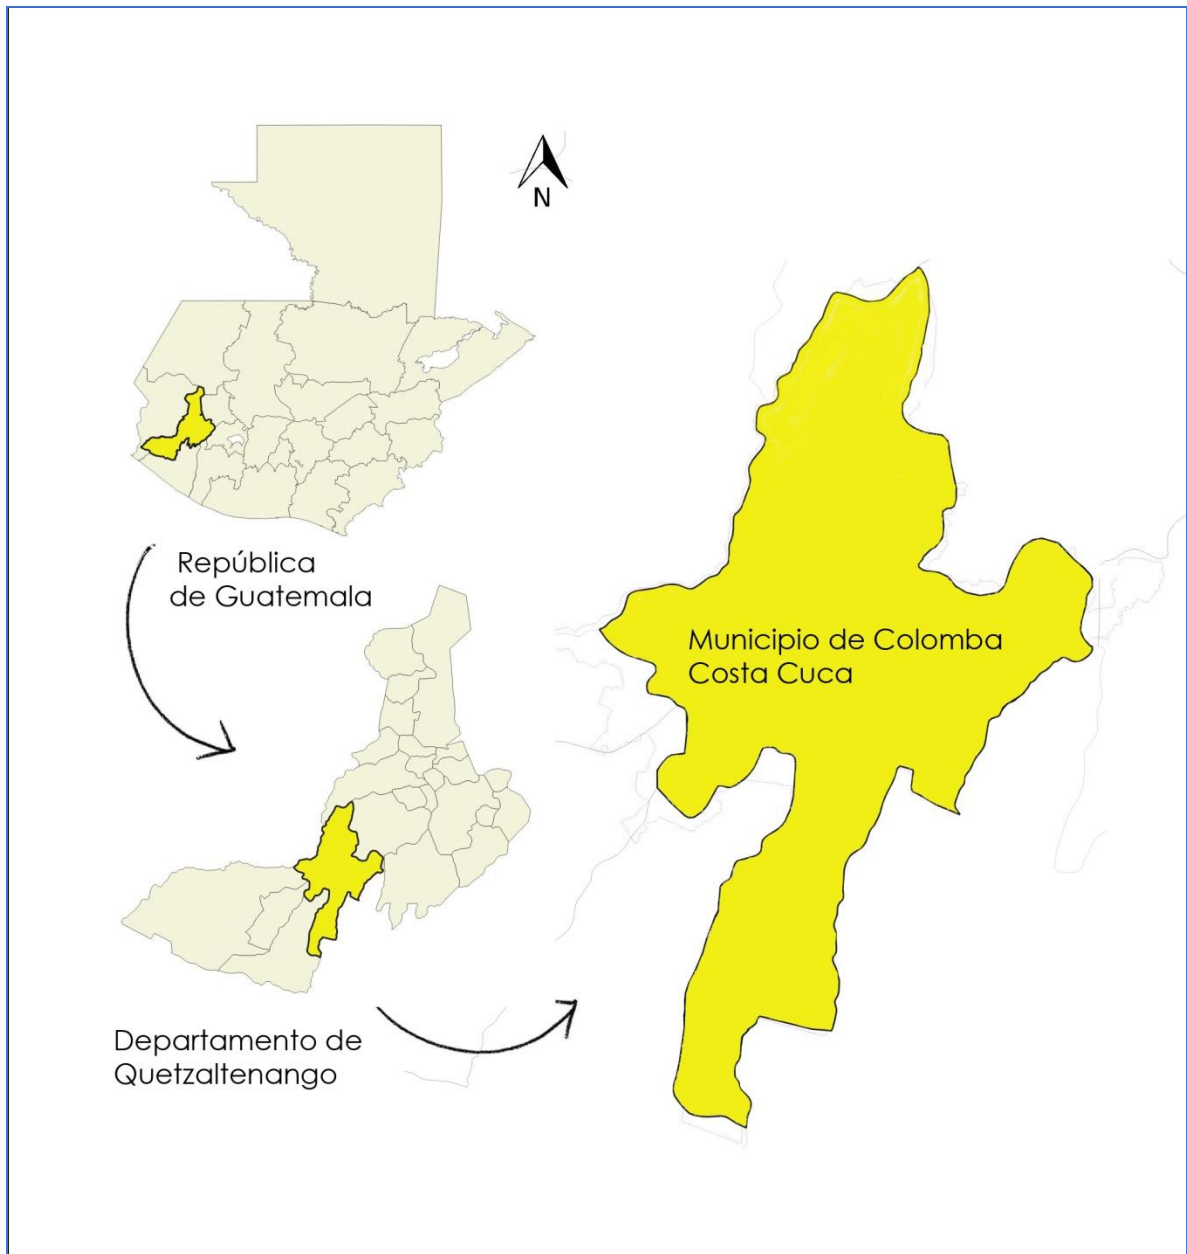 N
República
de Guatemala
Municipio de Colomba
Costa Cuca
Departamento de
Quetzaltenango